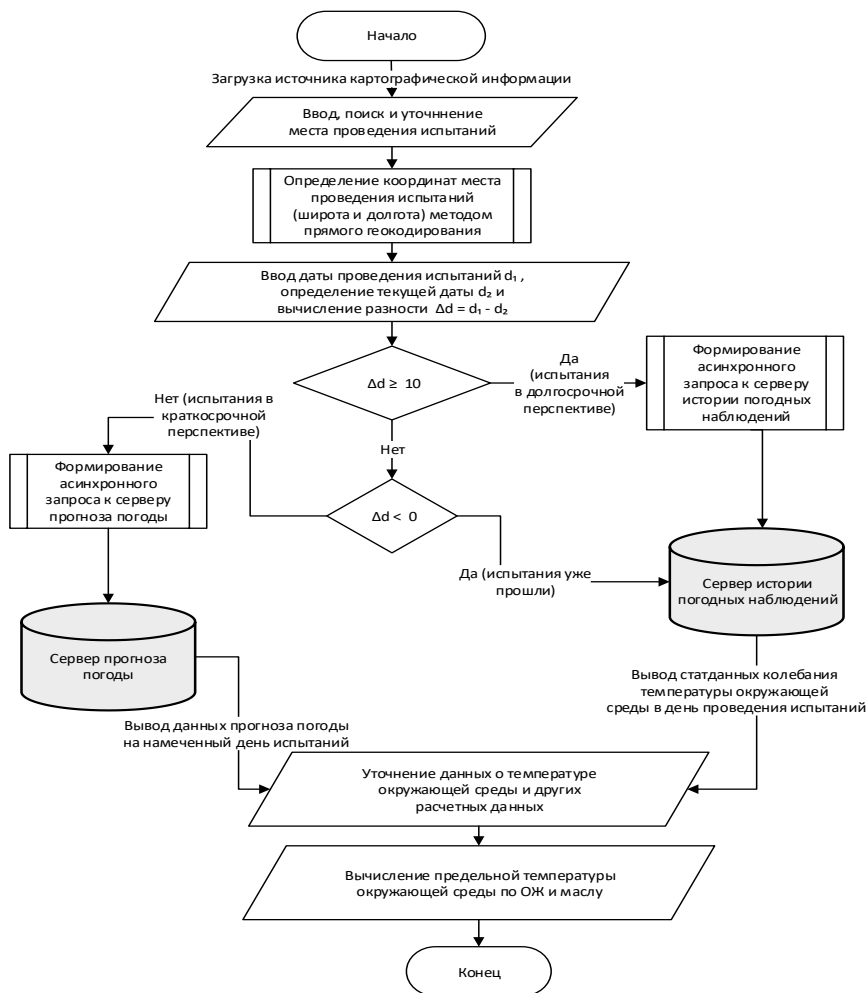 Начало
Загрузка источника картографической информации
Ввод, поиск и уточннение
места проведения испытаний
Определение координат места
проведения испытаний
(широта и долгота) методом
прямого геокодирования
Ввод даты проведения испытаний d₁ ,
определение текущей даты d₂ и
вычисление разности Δd = d₁ - d₂
Δd ≥ 10
Да
(испытания
в долгосрочной
перспективе)
Формирование
асинхронного
запроса к серверу
истории погодных
наблюдений
Нет (испытания в
краткосрочной
перспективе)
Нет
Формирование
асинхронного
запроса к серверу
прогноза погоды
Δd < 0
Да (испытания уже
прошли)
Сервер истории
погодных наблюдений
Сервер прогноза
погоды
Вывод статданных колебания
температуры окружающей
среды в день проведения испытаний
Вывод данных прогноза погоды
на намеченный день испытаний
Уточнение данных о температуре
окружающей среды и других
расчетных данных
Вычисление предельной температуры
окружающей среды по ОЖ и маслу
Конец